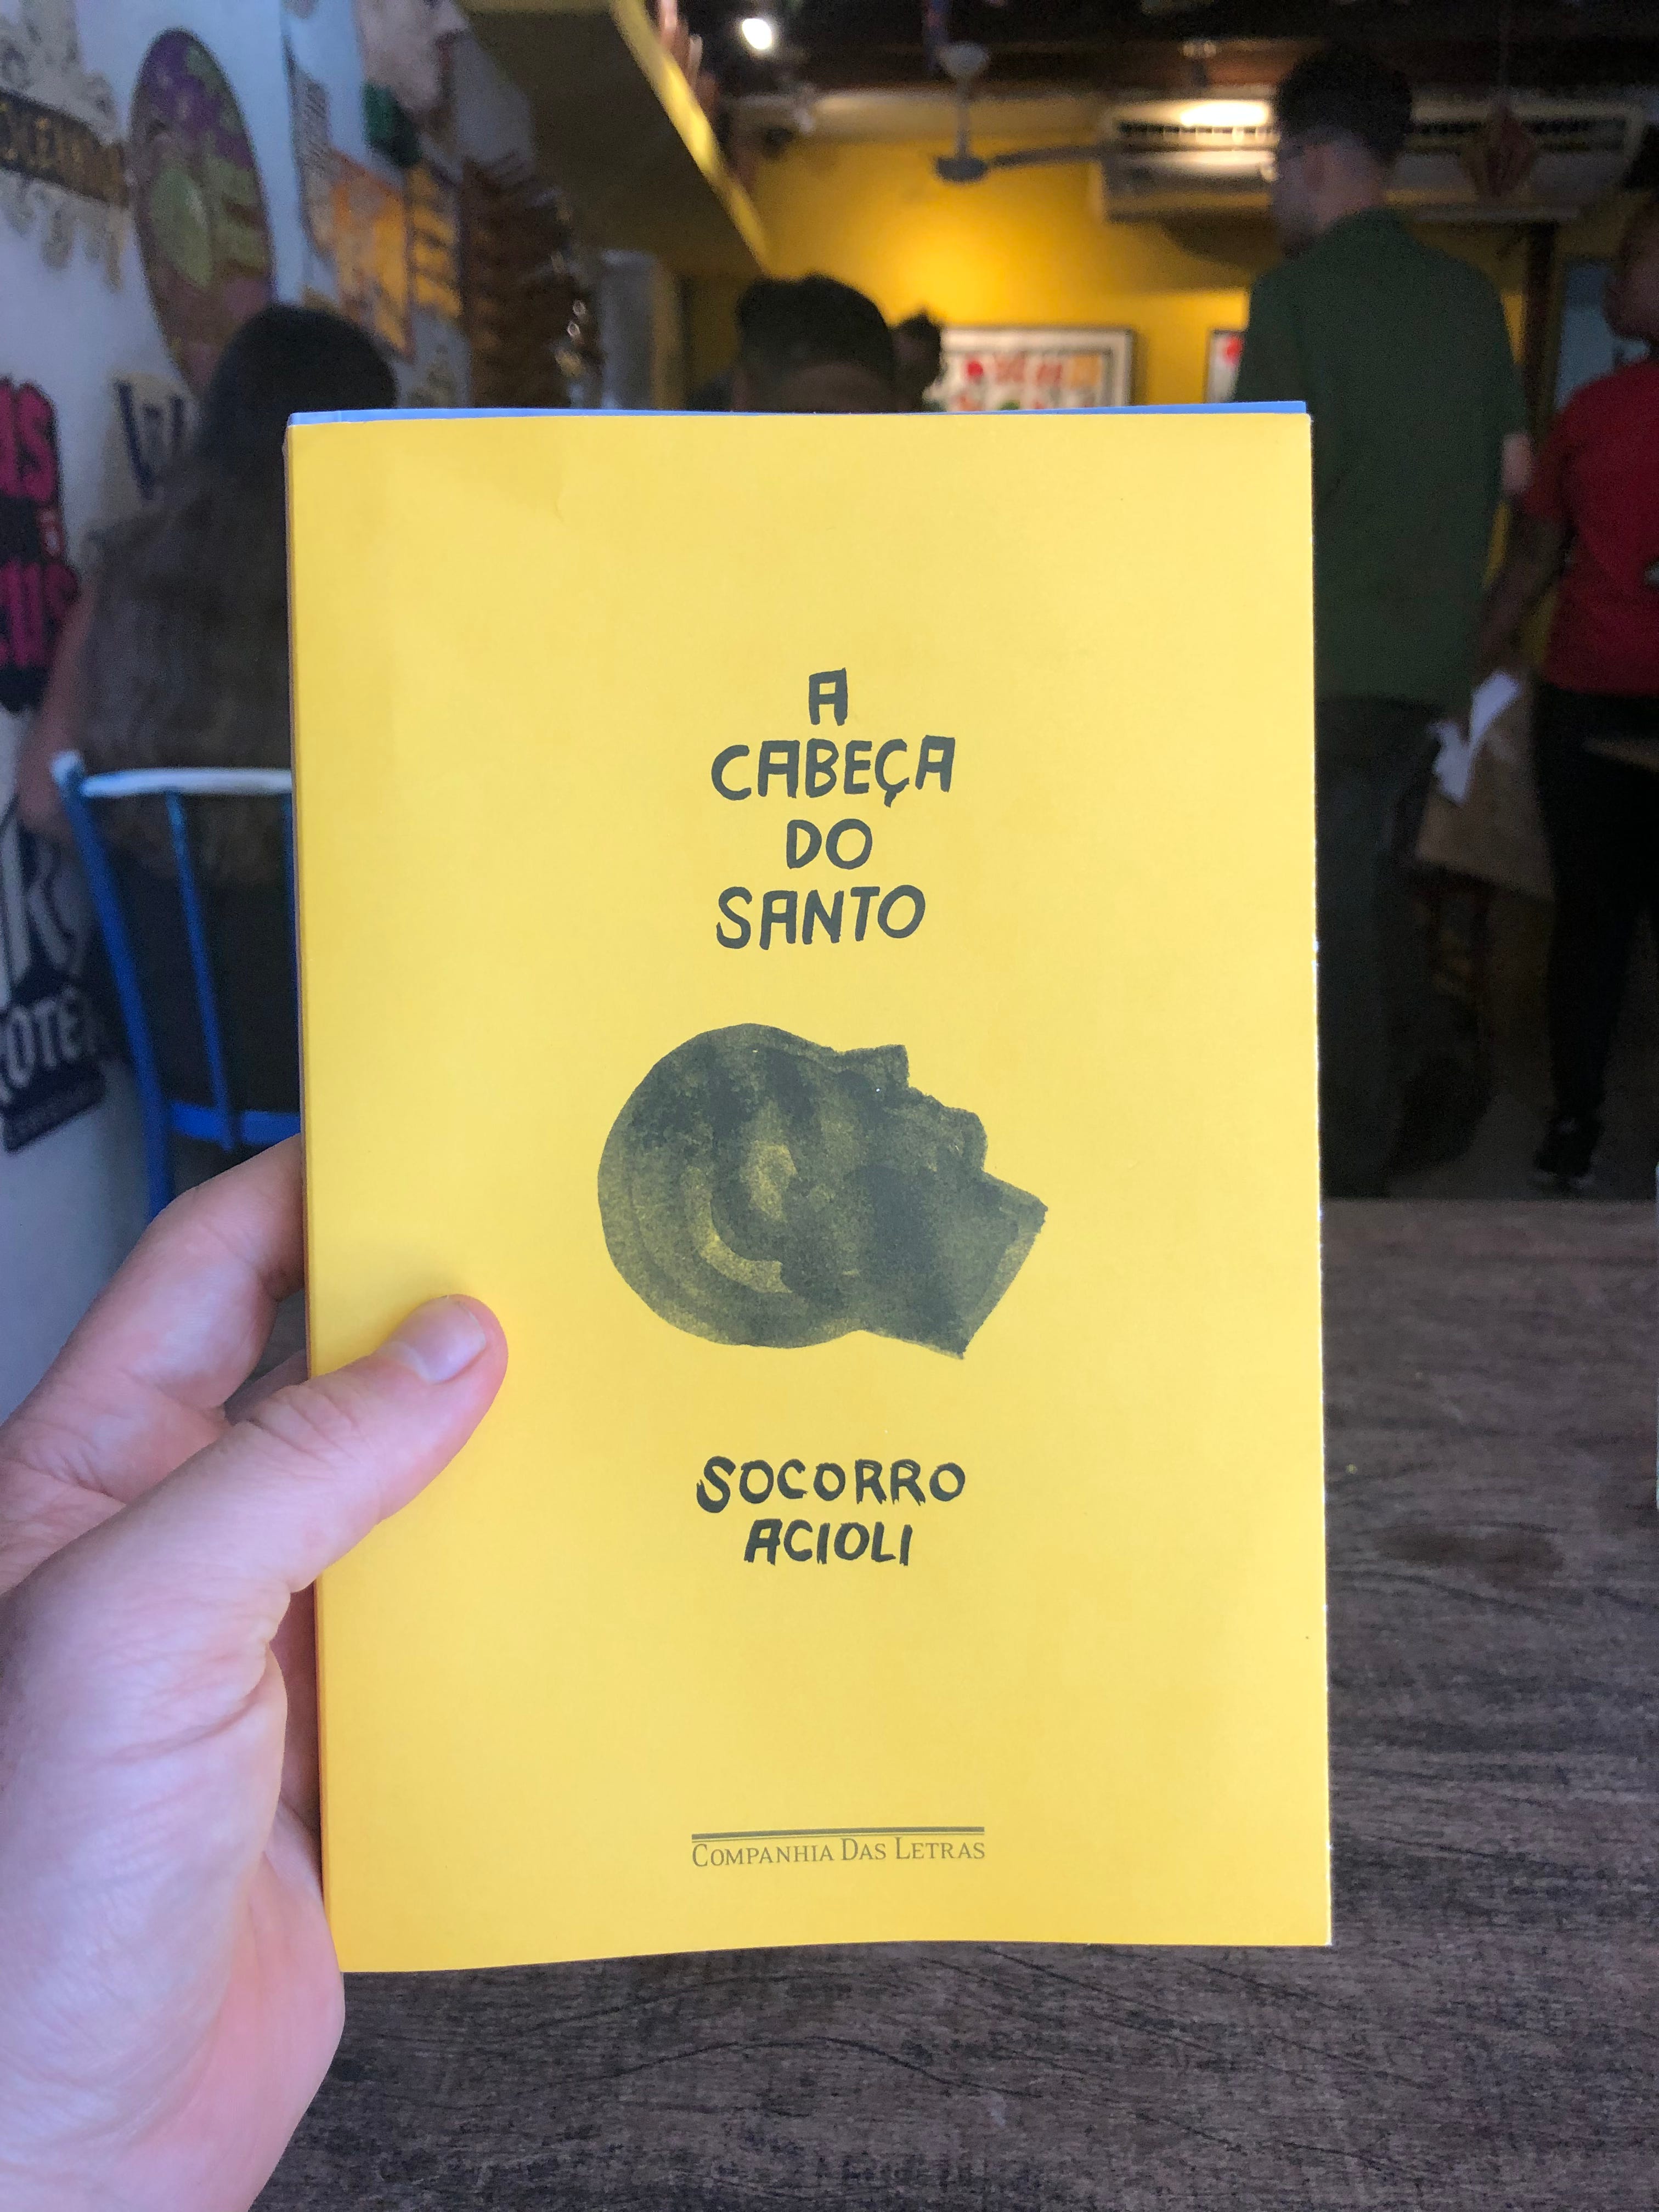 A
CABEÇA
DO
SANTO
SOCORRO
ACIOLI
COMPANHIA DAS LETRAS